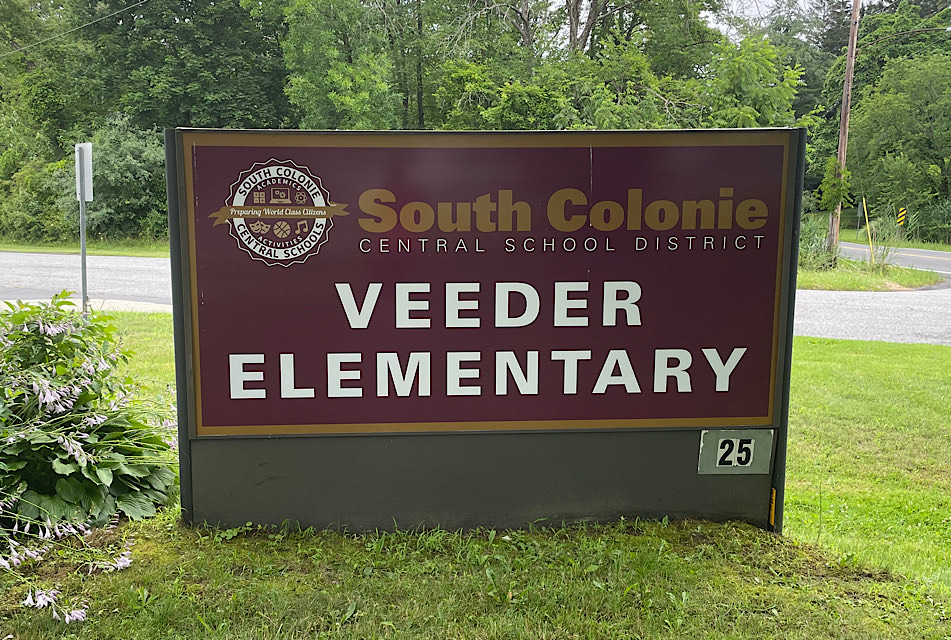 SOUTH COLONIE
ACADEMICS
Preparing World Class Citizens
ACTIVITIES
CENTRAL SCHOOLS
South Colonie
CENTRAL SCHOOL DISTRICT
VEEDER
ELEMENTARY
25